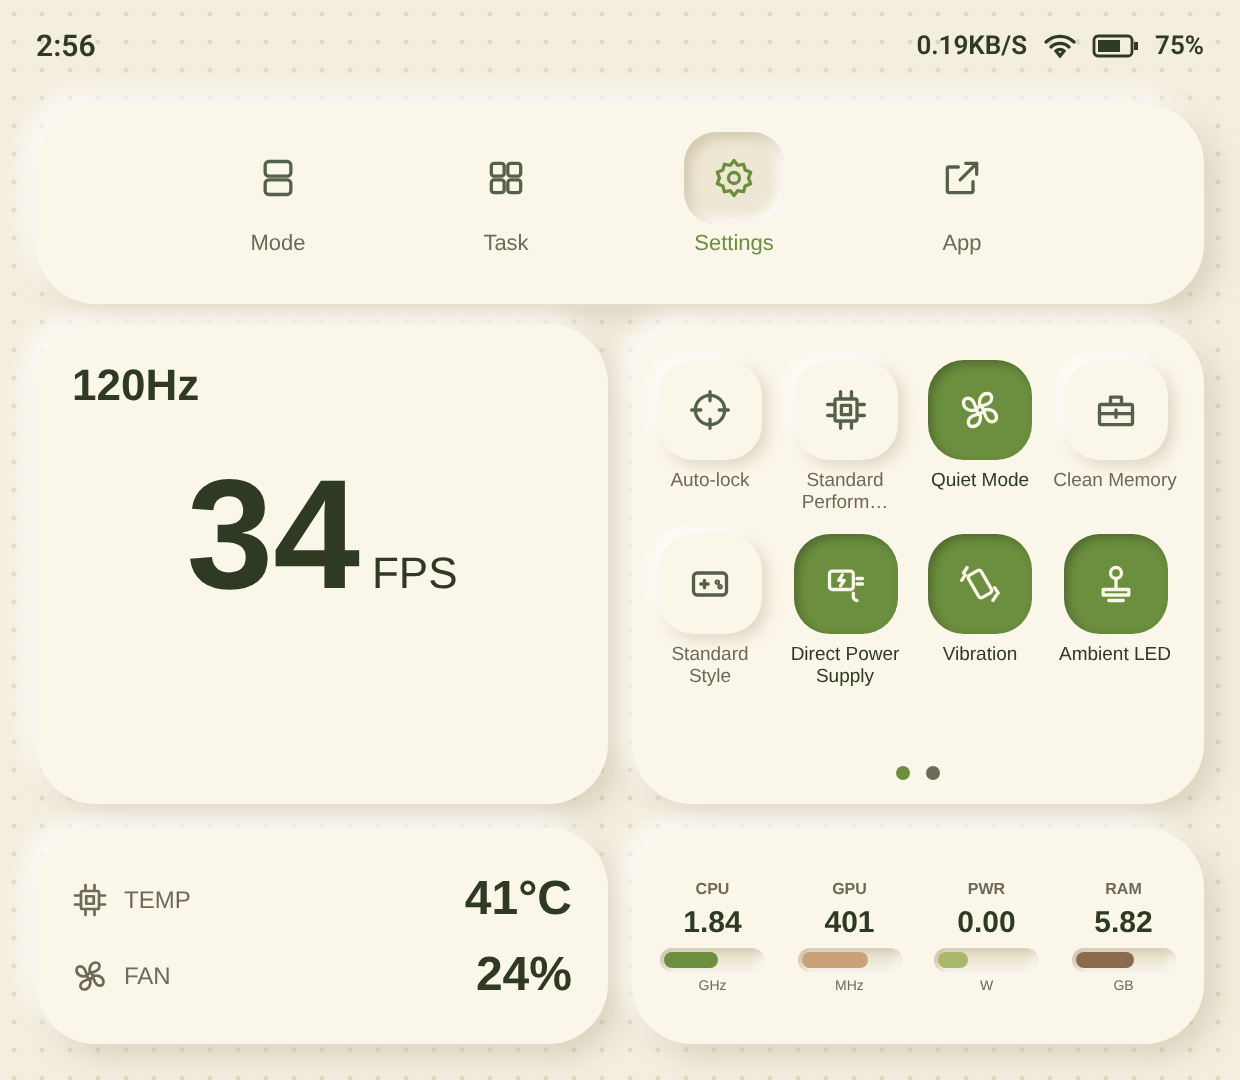 2:56
0.19KB/S
75%
Mode
Task
Settings
App
120Hz
34 FPS
Auto-lock
Standard Perform…
Quiet Mode
Clean Memory
Standard Style
Direct Power Supply
Vibration
Ambient LED
TEMP
41°C
FAN
24%
CPU
1.84
GHz
GPU
401
MHz
PWR
0.00
W
RAM
5.82
GB